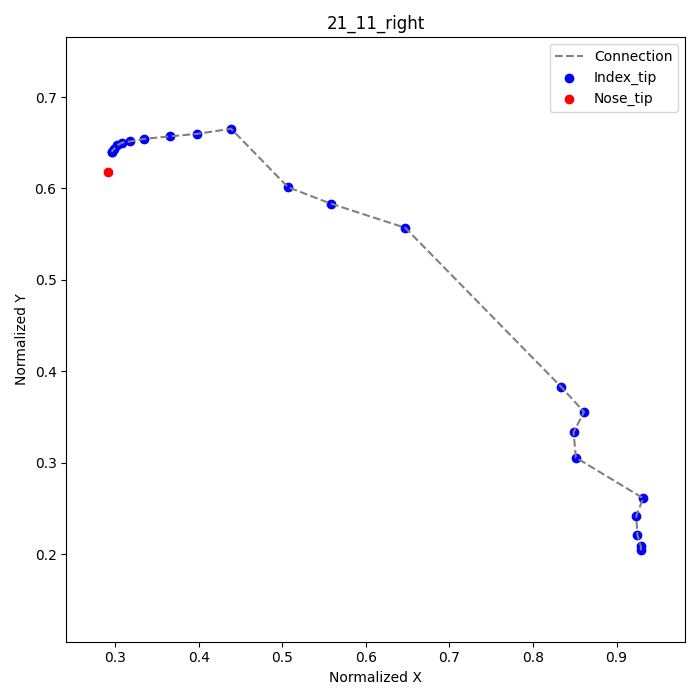 21_11_right
Connection
Index_tip
Nose_tip
0.7
0.6
0.5
0.4
0.3
0.2
Normalized Y
0.3 0.4 0.5 0.6 0.7 0.8 0.9
Normalized X